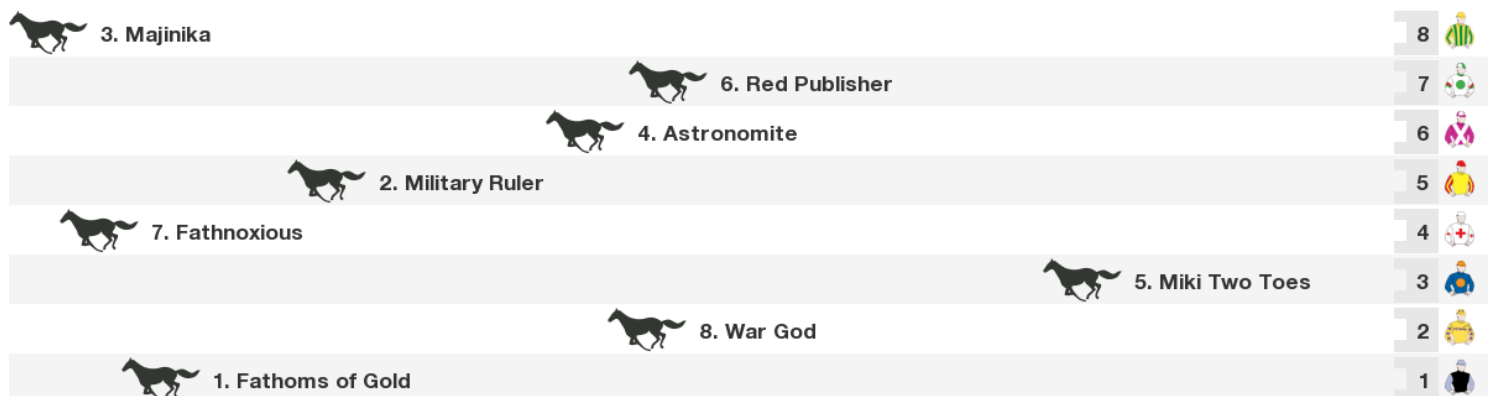 3. Majinika 8
6. Red Publisher 7
4. Astronomite 6
2. Military Ruler 5
7. Fathnoxious 4
5. Miki Two Toes 3
8. War God 2
1. Fathoms of Gold 1